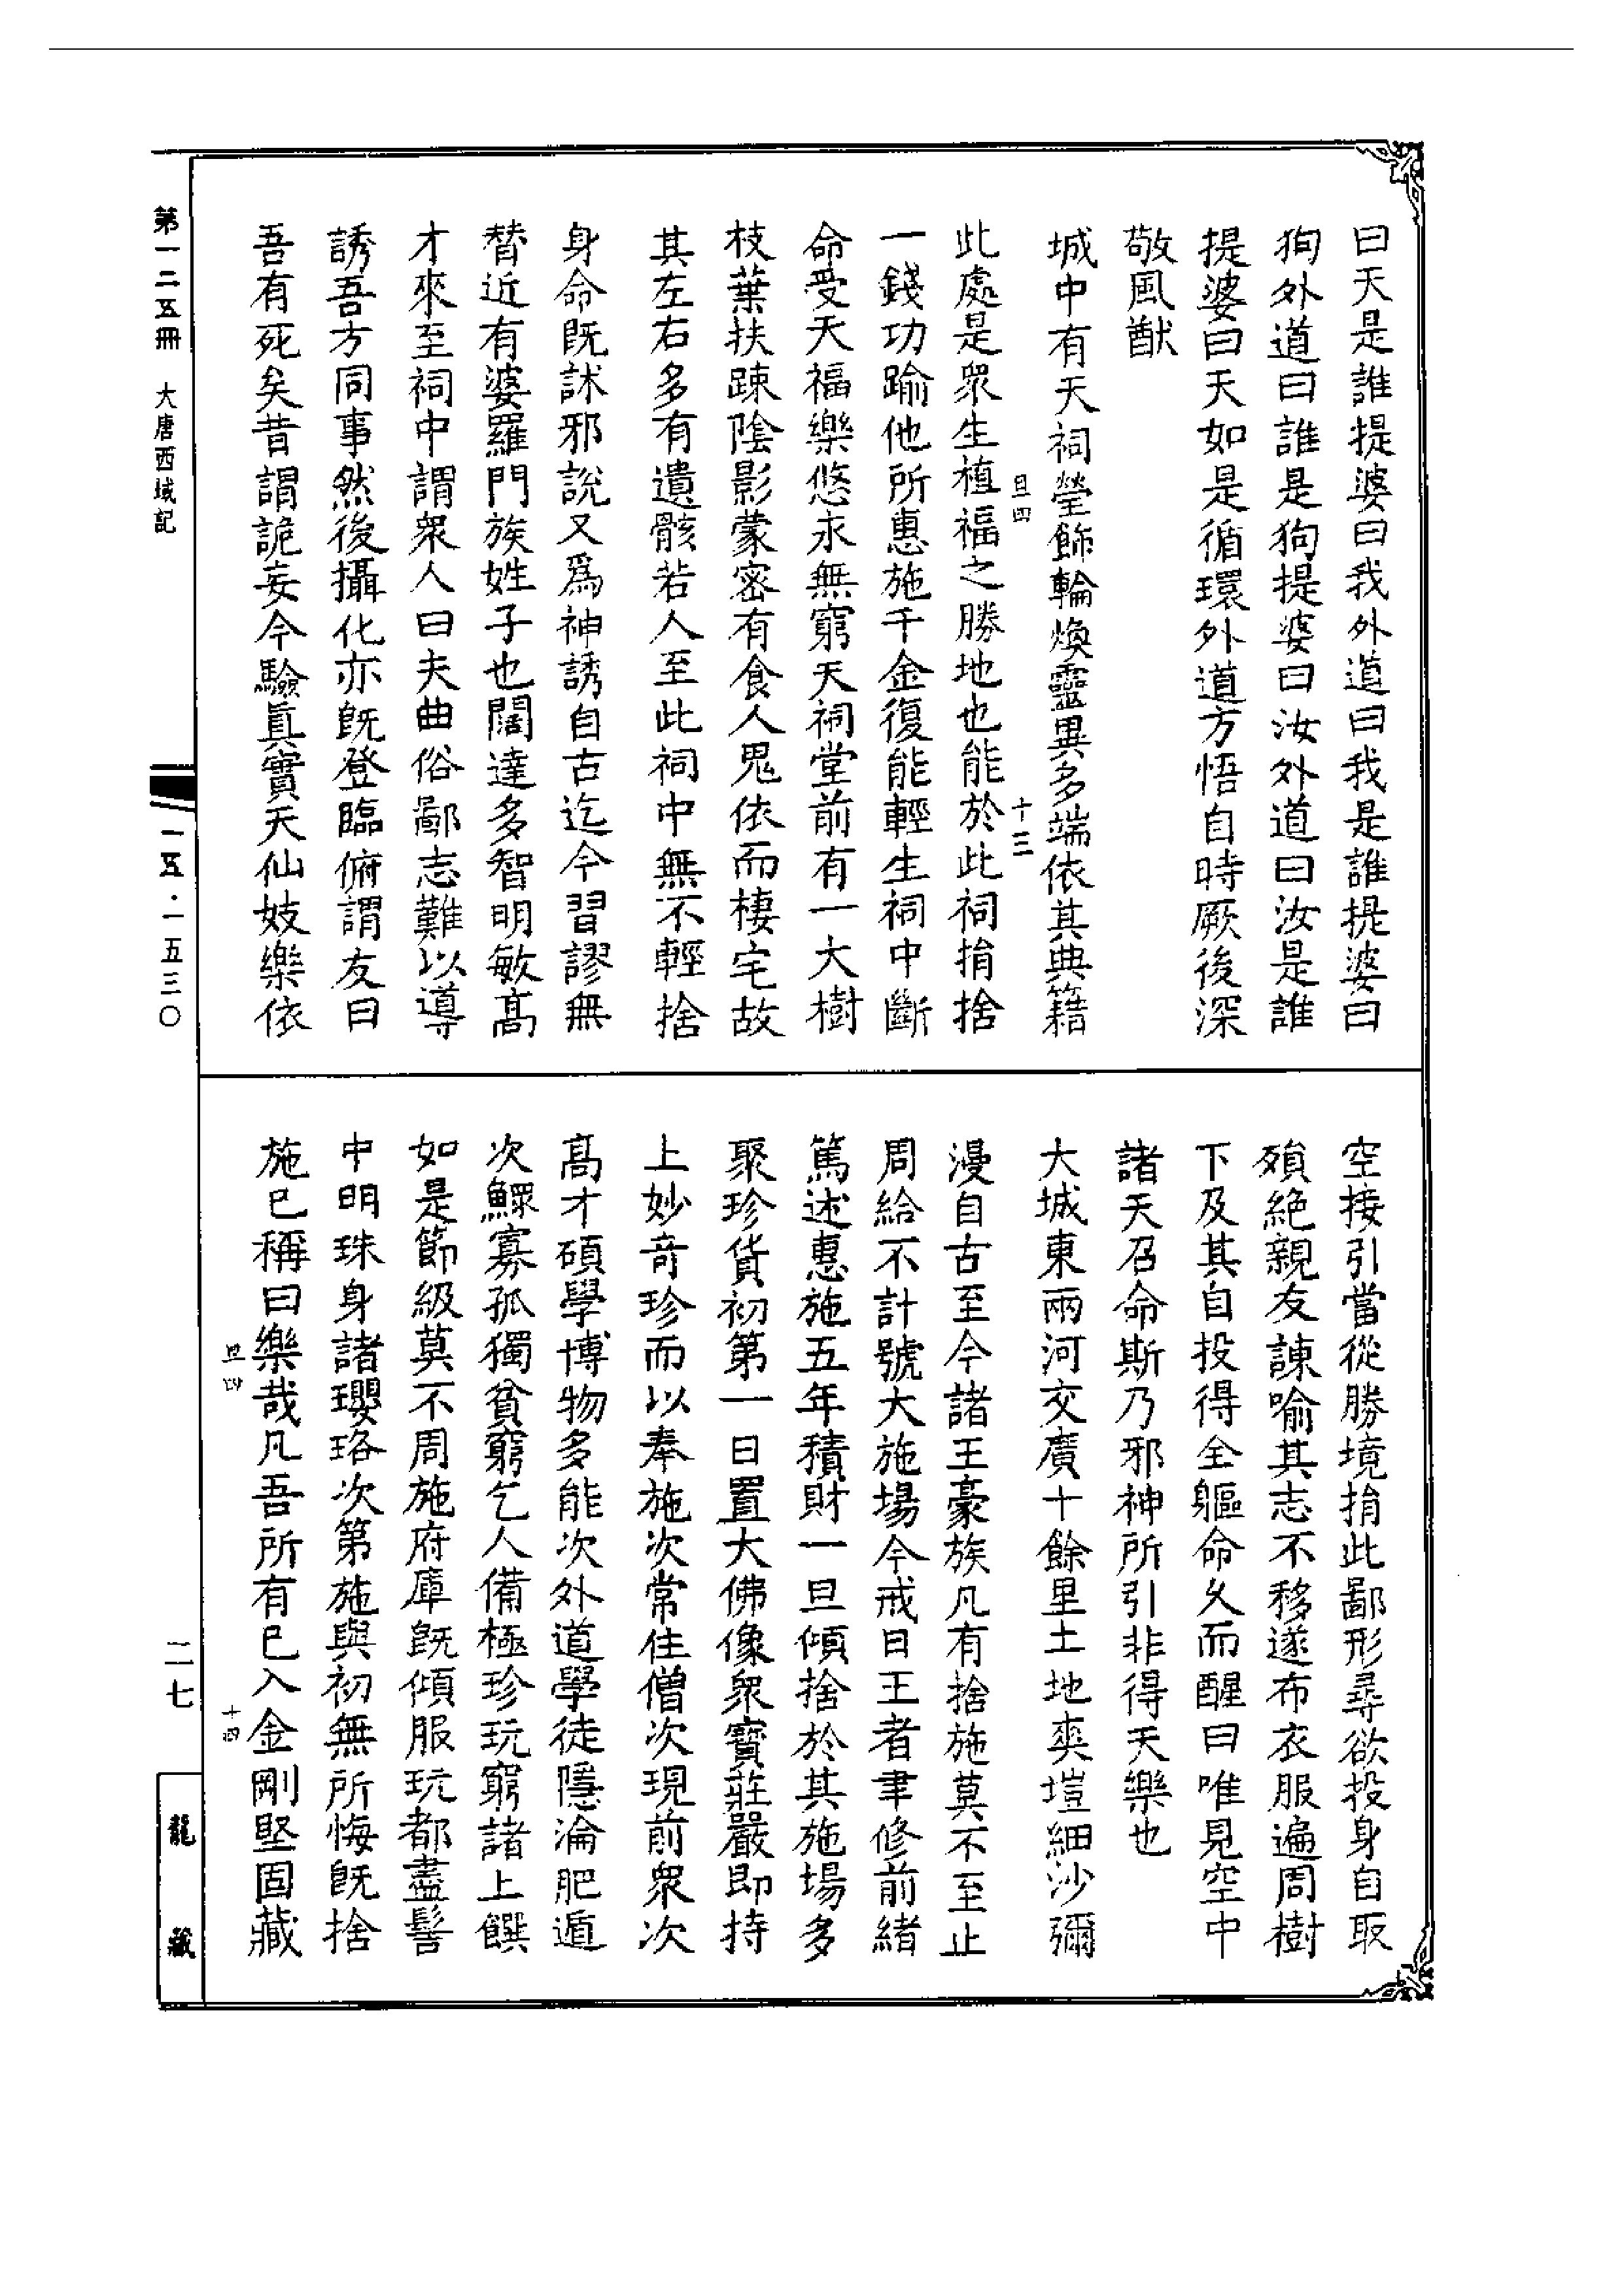 曰天是誰提婆曰我外道曰我是誰提婆曰
狗外道曰誰是狗提婆曰汝外道曰汝是誰
提婆曰天如是循環外道方悟自時厥後深
敬風猷
城中有天祠瑩飾輪煥靈異多端依其典籍
旦四 十三
此處是衆生植福之勝地也能於此祠捐捨
一錢功踰他所惠施千金復能輕生祠中斷
命受天福樂悠永無窮天祠堂前有一大樹
枝葉扶踈陰影蒙密有食人鬼依而棲宅故
其左右多有遺骸若人至此祠中無不輕捨
身命既訹邪說又爲神誘自古迄今習謬無
替近有婆羅門族姓子也闊達多智明敏高
才來至祠中謂衆人曰夫曲俗鄙志難以導
誘吾方同事然後攝化亦既登臨俯謂友曰
吾有死矣昔謂詭妄今驗眞實天仙妓樂依
空接引當從勝境捐此鄙形尋欲投身自取
殞絶親友諫喻其志不移遂布衣服遍周樹
下及其自投得全軀命久而醒曰唯見空中
諸天召命斯乃邪神所引非得天樂也
大城東兩河交廣十餘里土地爽塏細沙彌
漫自古至今諸王豪族凡有捨施莫不至止
周給不計號大施場今戒日王者聿修前緒
篤述惠施五年積財一旦傾捨於其施場多
聚珍貨初第一日置大佛像衆寶莊嚴即持
上妙奇珍而以奉施次常住僧次現前衆次
高才碩學博物多能次外道學徒隱淪肥遁
次鰥寡孤獨貧窮乞人備極珍玩窮諸上饌
如是節級莫不周施府庫既傾服玩都盡髻
中明珠身諸瓔珞次第施與初無所悔既捨
施已稱曰樂哉凡吾所有已入金剛堅固藏
旦四 十四
第一二五冊 大唐西域記
一五·一五三〇
二七
龍藏